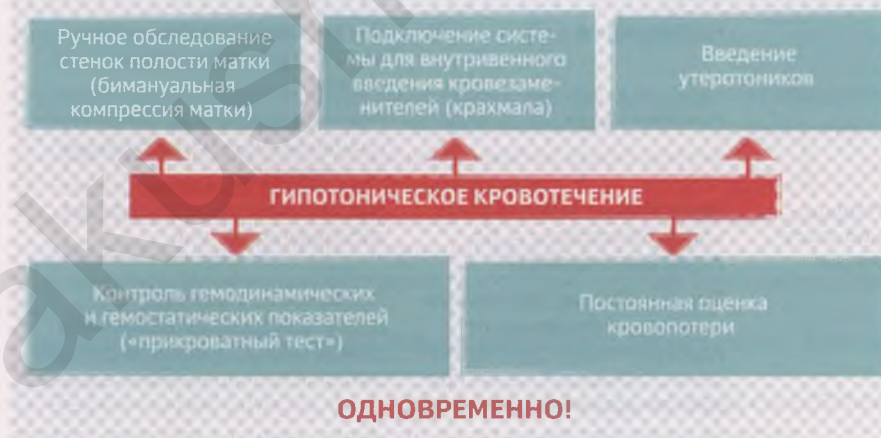 Ручное обследование
стенок полости матки
(бимануальная
компрессия матки)
Подключение систе-
мы для внутривенного
введения кровезаме-
нителей (крахмала)
Введение
утеротоников
ГИПОТОНИЧЕСКОЕ КРОВОТЕЧЕНИЕ
Контроль гемодинамических
и гемостатических показателей
(«прикроватный тест»)
Постоянная оценка
кровопотери
ОДНОВРЕМЕННО!